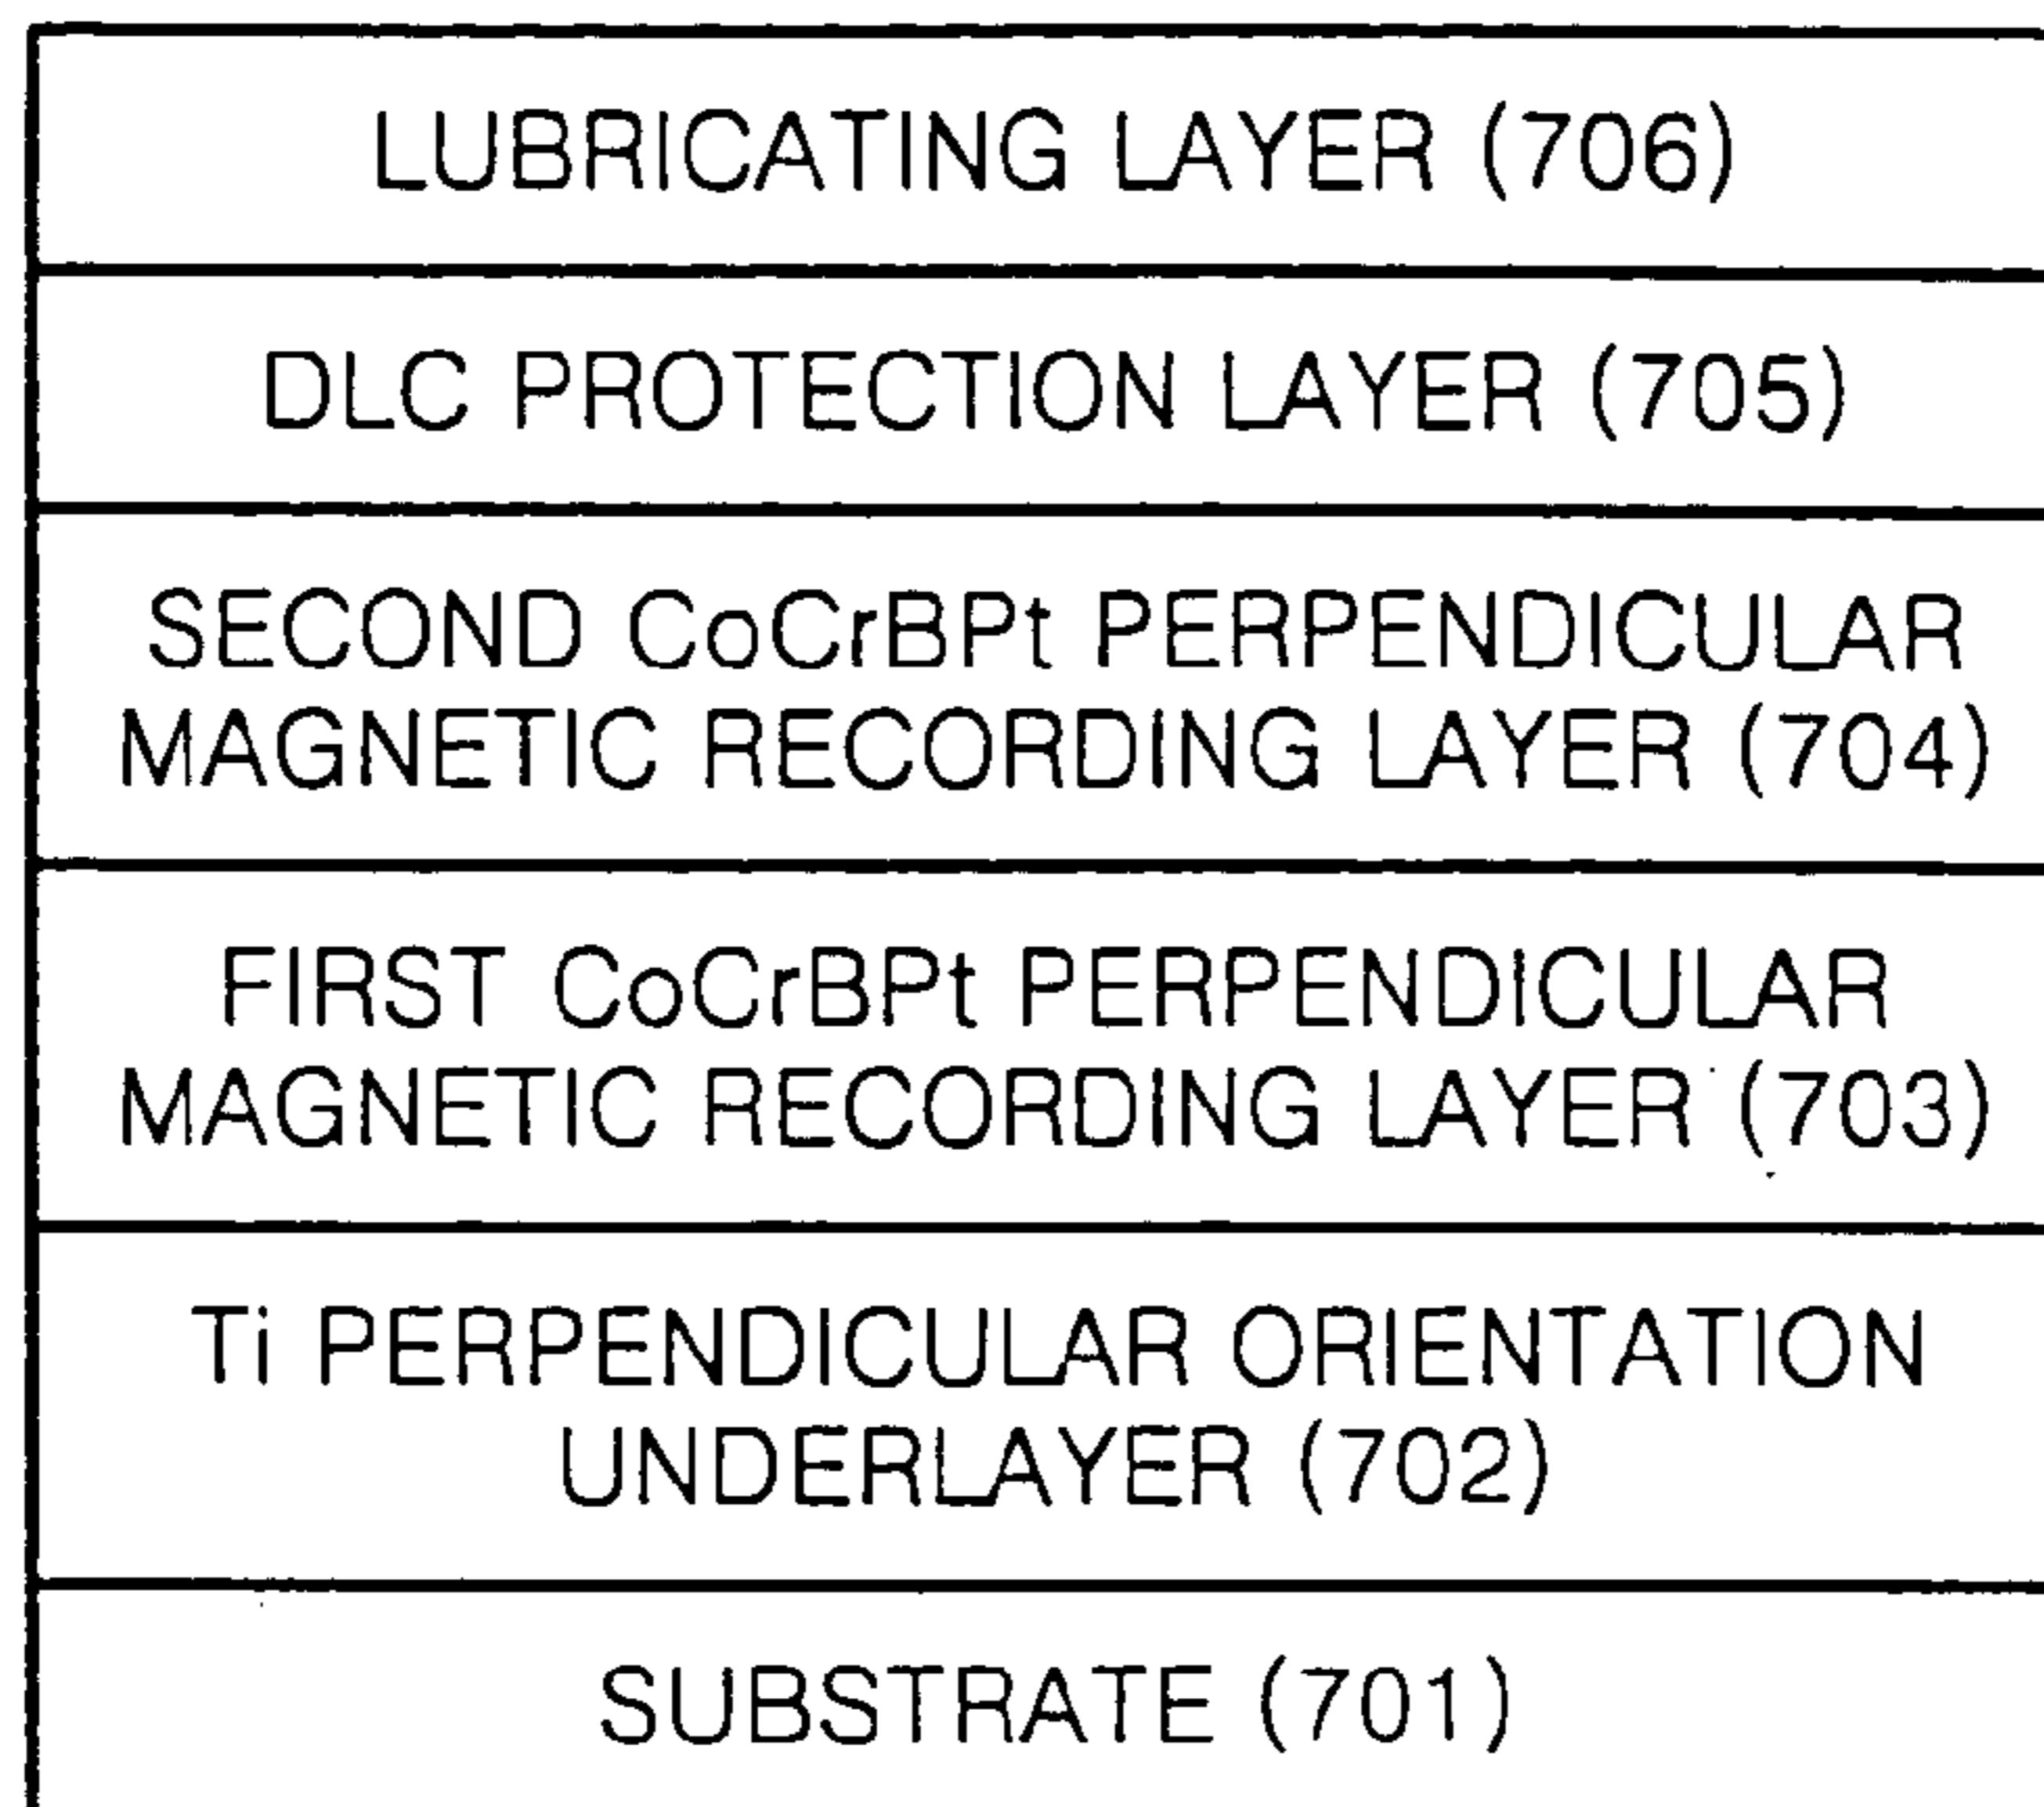 LUBRICATING LAYER (706)
DLC PROTECTION LAYER (705)
SECOND CoCrBPt PERPENDICULAR
MAGNETIC RECORDING LAYER (704)
FIRST CoCrBPt PERPENDICULAR
MAGNETIC RECORDING LAYER (703)
Ti PERPENDICULAR ORIENTATION
UNDERLAYER (702)
SUBSTRATE (701)